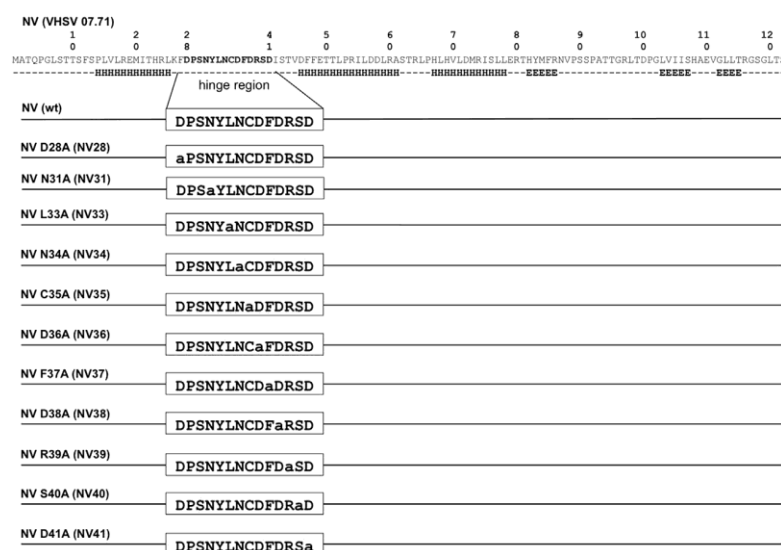 NV (VHSV 07.71)
1 2 2 4 5 6 7 8 9 10 11 12
0 0 8 1 0 0 0 0 0 0 0 0
MATQPGLSTTSFSPLVLREMITHRLKFDPSNYLNCDFDRSDISTVDFFETTLPRILDDLRASTRLPHLHVLDMRISLLERTHYMFRNVPSSPATTGRLTDPGLVIISHAEVGLLTRGSGLTS
-------------HHHHHHHHHHHH---------------------HHHHHHHHHHHHHHHH-----HHHHHHHHHHHH---EEEEE-----------------EEEEE----EEEE------
hinge region
NV (wt)
DPSNYLNCDFDRSD
NV D28A (NV28)
aPSNYLNCDFDRSD
NV N31A (NV31)
DPSaYLNCDFDRSD
NV L33A (NV33)
DPSNYaNCDFDRSD
NV N34A (NV34)
DPSNYLaCDFDRSD
NV C35A (NV35)
DPSNYLNaDFDRSD
NV D36A (NV36)
DPSNYLNCaFDRSD
NV F37A (NV37)
DPSNYLNCDaDRSD
NV D38A (NV38)
DPSNYLNCDFaRSD
NV R39A (NV39)
DPSNYLNCDFDaSD
NV S40A (NV40)
DPSNYLNCDFDRaD
NV D41A (NV41)
DPSNYLNCDFDRSa